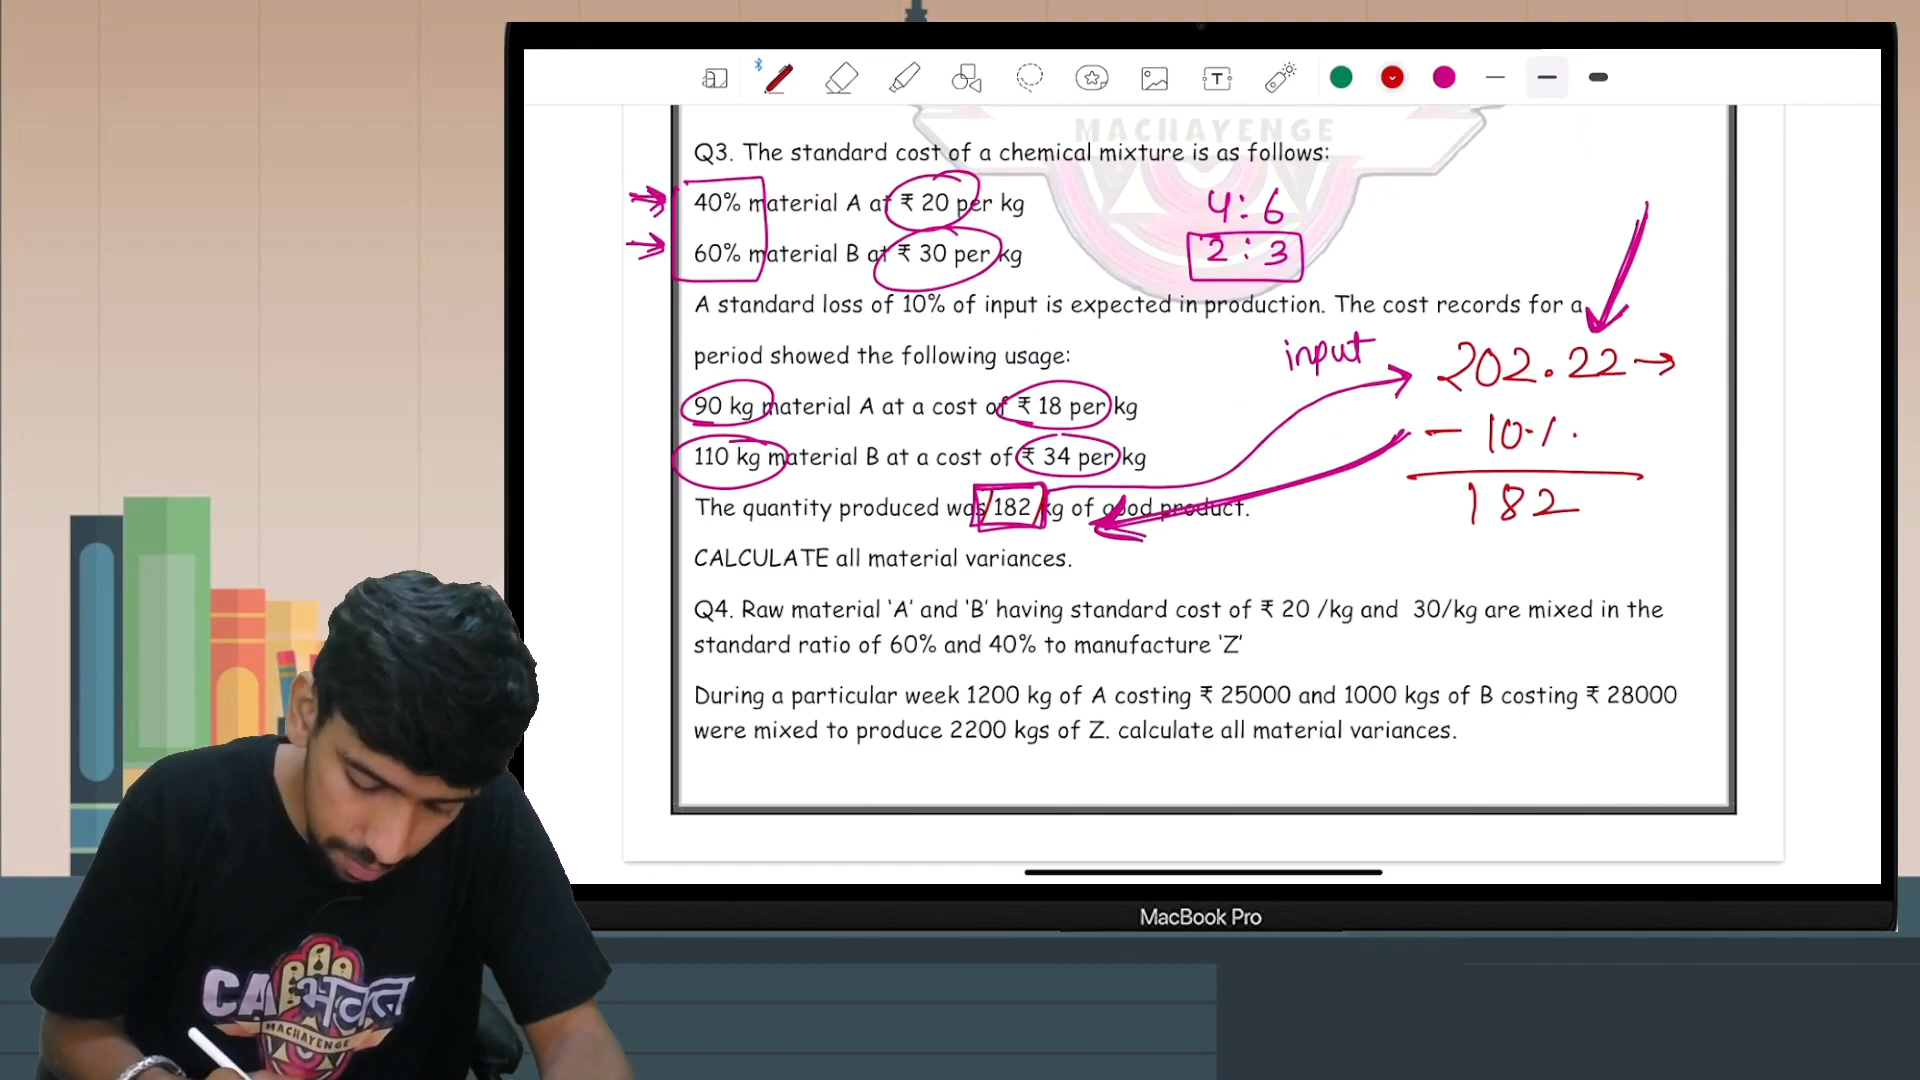 MACHAYENGE
Q3. The standard cost of a chemical mixture is as follows:
40% material A at ₹ 20 per kg
4:6
60% material B at ₹ 30 per kg
2:3
A standard loss of 10% of input is expected in production. The cost records for a
period showed the following usage:
input
202.22 →
90 kg material A at a cost of ₹ 18 per kg
- 10%.
110 kg material B at a cost of ₹ 34 per kg
The quantity produced was 182 kg of good product.
182
CALCULATE all material variances.
Q4. Raw material 'A' and 'B' having standard cost of ₹ 20 /kg and 30/kg are mixed in the
standard ratio of 60% and 40% to manufacture 'Z'
During a particular week 1200 kg of A costing ₹ 25000 and 1000 kgs of B costing ₹ 28000
were mixed to produce 2200 kgs of Z. calculate all material variances.
MacBook Pro
CA भक्त
MACHAYENGE